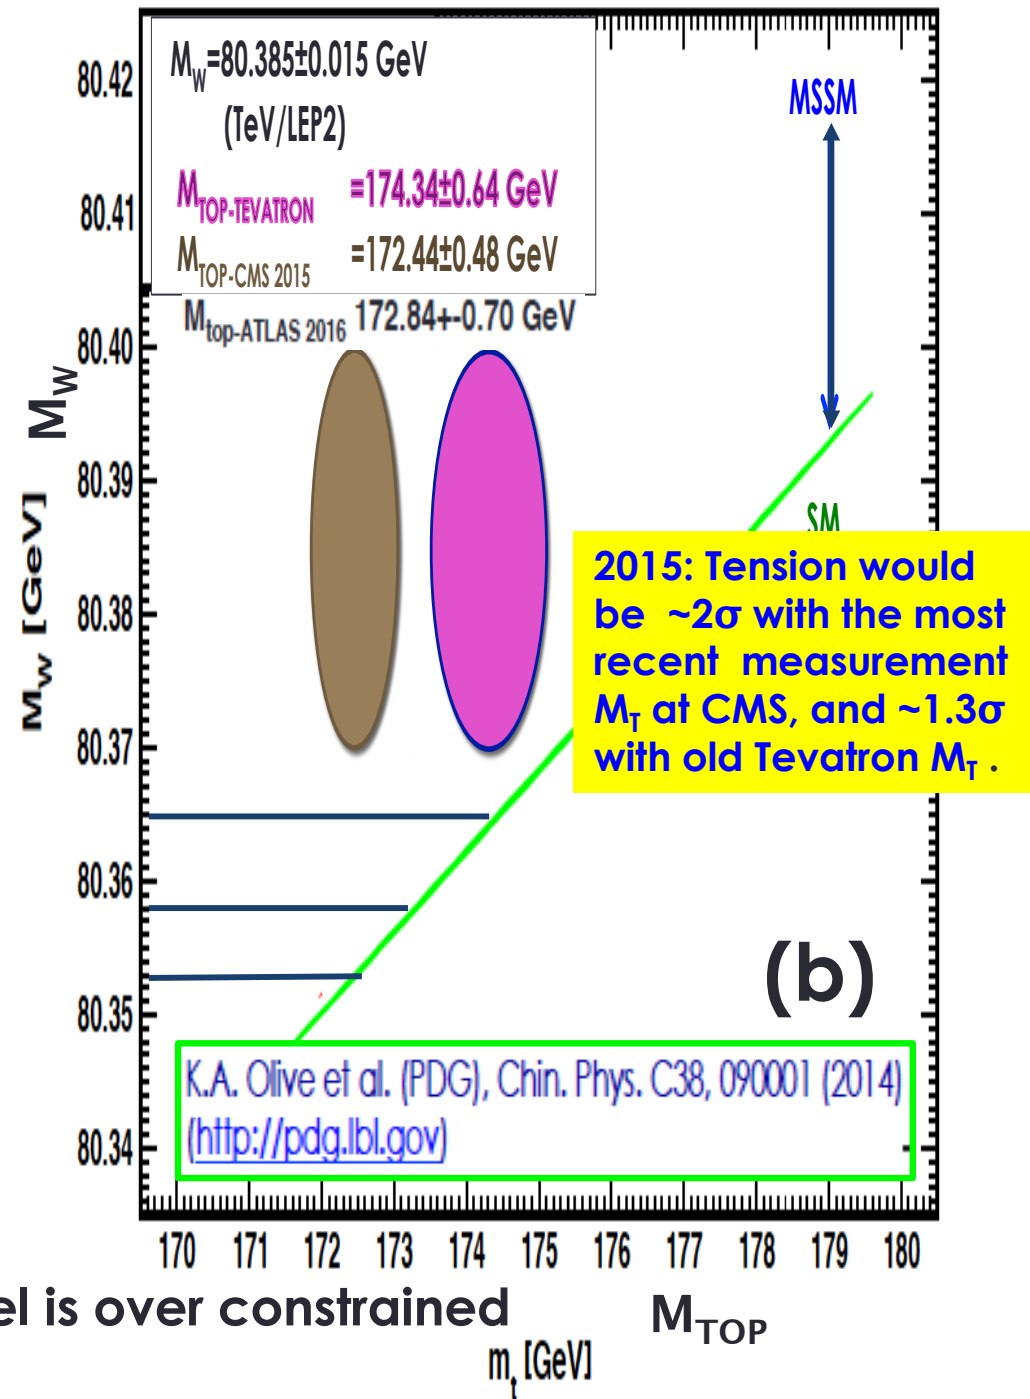 M_W=80.385±0.015 GeV
(TeV/LEP2)
M_TOP-TEVATRON =174.34±0.64 GeV
M_TOP-CMS 2015 =172.44±0.48 GeV
M_top-ATLAS 2016 172.84+-0.70 GeV
MSSM
SM
2015: Tension would
be ~2σ with the most
recent measurement
M_T at CMS, and ~1.3σ
with old Tevatron M_T .
(b)
K.A. Olive et al. (PDG), Chin. Phys. C38, 090001 (2014)
(http://pdg.lbl.gov)
M_W
M_W [GeV]
80.42
80.41
80.40
80.39
80.38
80.37
80.36
80.35
80.34
170 171 172 173 174 175 176 177 178 179 180
el is over constrained
M_TOP
m_t [GeV]